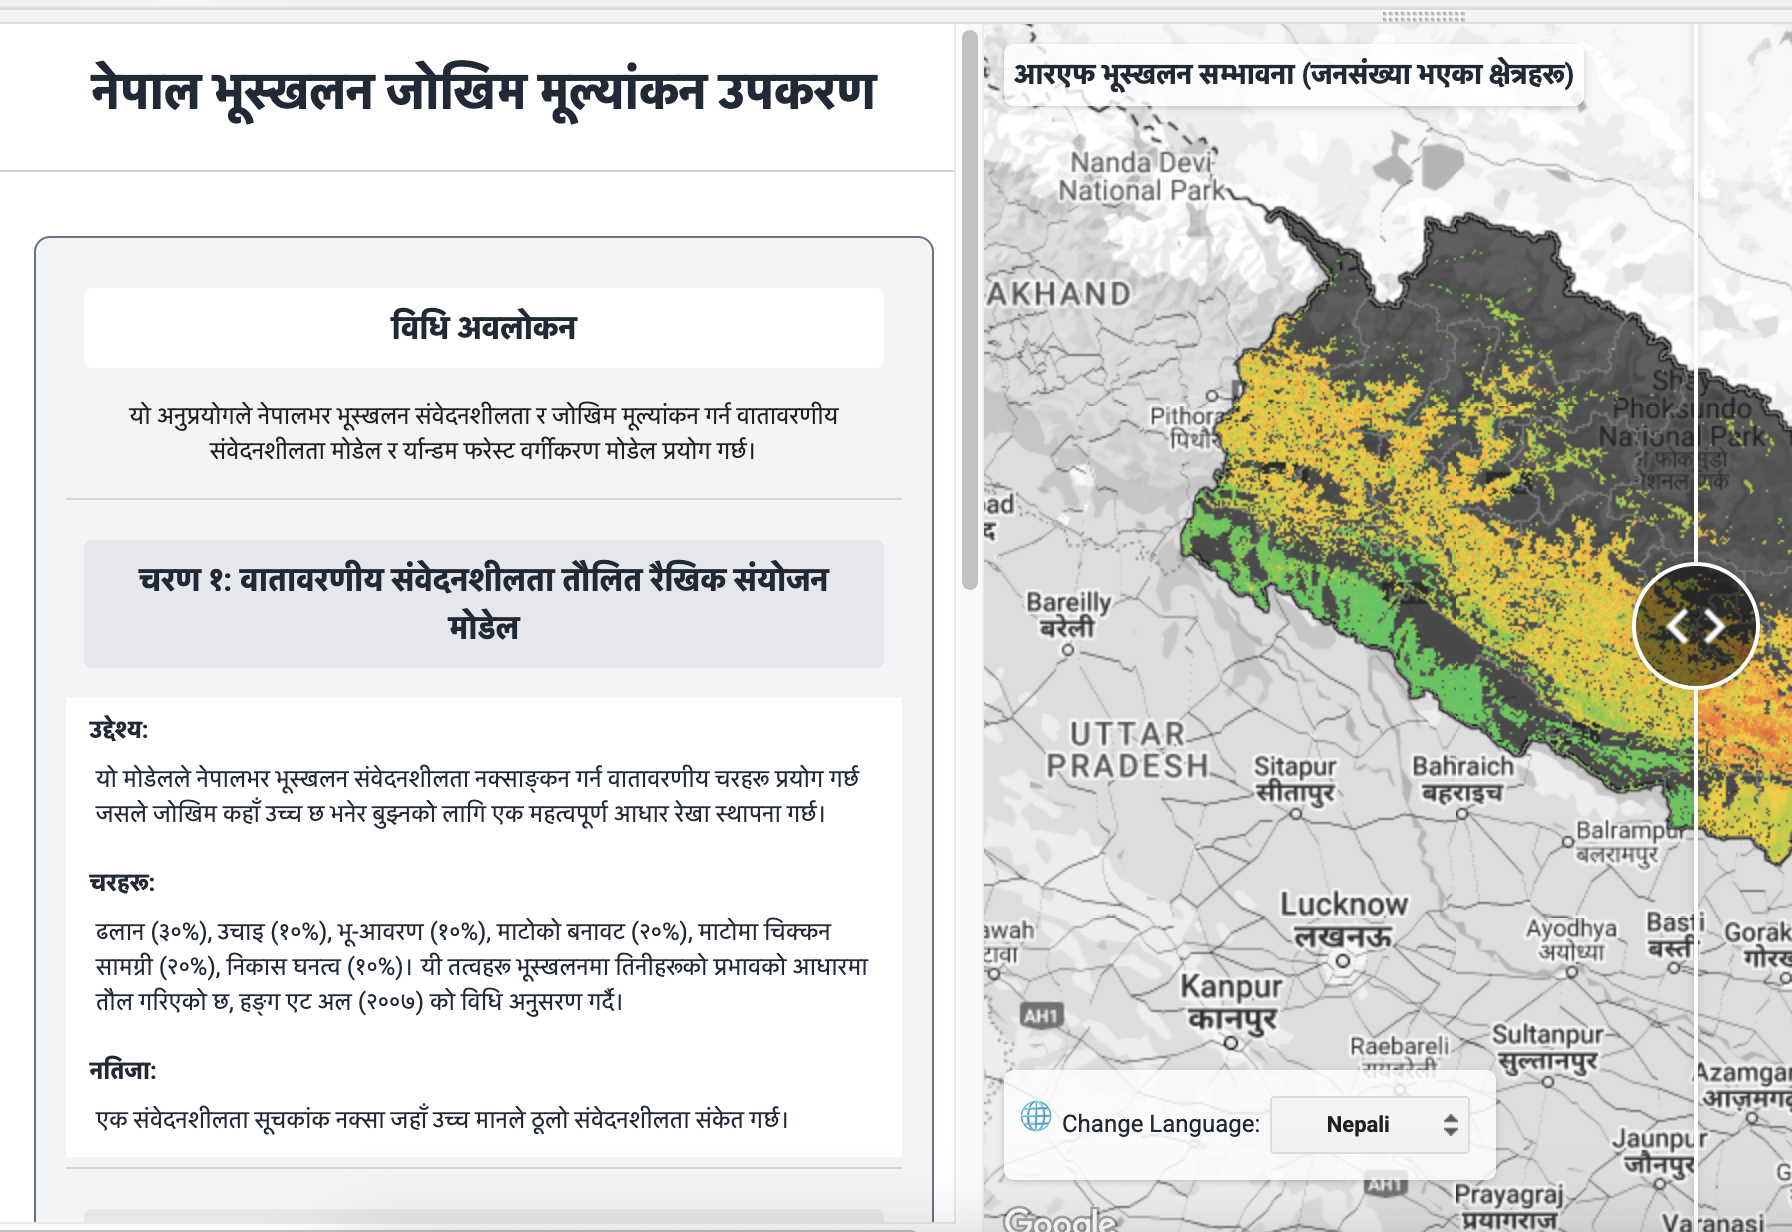 नेपाल भूस्खलन जोखिम मूल्यांकन उपकरण
विधि अवलोकन
यो अनुप्रयोगले नेपालभर भूस्खलन संवेदनशीलता र जोखिम मूल्यांकन गर्न वातावरणीय
संवेदनशीलता मोडेल र र्यान्डम फरेस्ट वर्गीकरण मोडेल प्रयोग गर्छ।
चरण १: वातावरणीय संवेदनशीलता तौलित रैखिक संयोजन
मोडेल
उद्देश्य:
यो मोडेलले नेपालभर भूस्खलन संवेदनशीलता नक्साङ्कन गर्न वातावरणीय चरहरू प्रयोग गर्छ
जसले जोखिम कहाँ उच्च छ भनेर बुझ्नको लागि एक महत्वपूर्ण आधार रेखा स्थापना गर्छ।
चरहरू:
ढलान (३०%), उचाइ (१०%), भू-आवरण (१०%), माटोको बनावट (२०%), माटोमा चिक्कन
सामग्री (२०%), निकास घनत्व (१०%)। यी तत्वहरू भूस्खलनमा तिनीहरूको प्रभावको आधारमा
तौल गरिएको छ, हङ्ग एट अल (२००७) को विधि अनुसरण गर्दै।
नतिजा:
एक संवेदनशीलता सूचकांक नक्सा जहाँ उच्च मानले ठूलो संवेदनशीलता संकेत गर्छ।
आरएफ भूस्खलन सम्भावना (जनसंख्या भएका क्षेत्रहरू)
Nanda Devi
National Park
AKHAND
Pithora
पिथौ
Shey
Phoksundo
National Park
ad
द
Bareilly
बरेली
UTTAR
PRADESH
Sitapur
सीतापुर
Bahraich
बहराइच
Balrampur
बलरामपुर
Lucknow
लखनऊ
awah
टावा
Ayodhya
अयोध्या
Basti
बस्ती
Gorak
गोरख
Kanpur
कानपुर
AH1
Raebareli
रायबरेली
Sultanpur
सुल्तानपुर
Azamgar
आज़मगढ़
Change Language:
Nepali
Jaunpur
जौनपुर
G
AH1
Prayagraj
प्रयागराज
Varanasi
Google